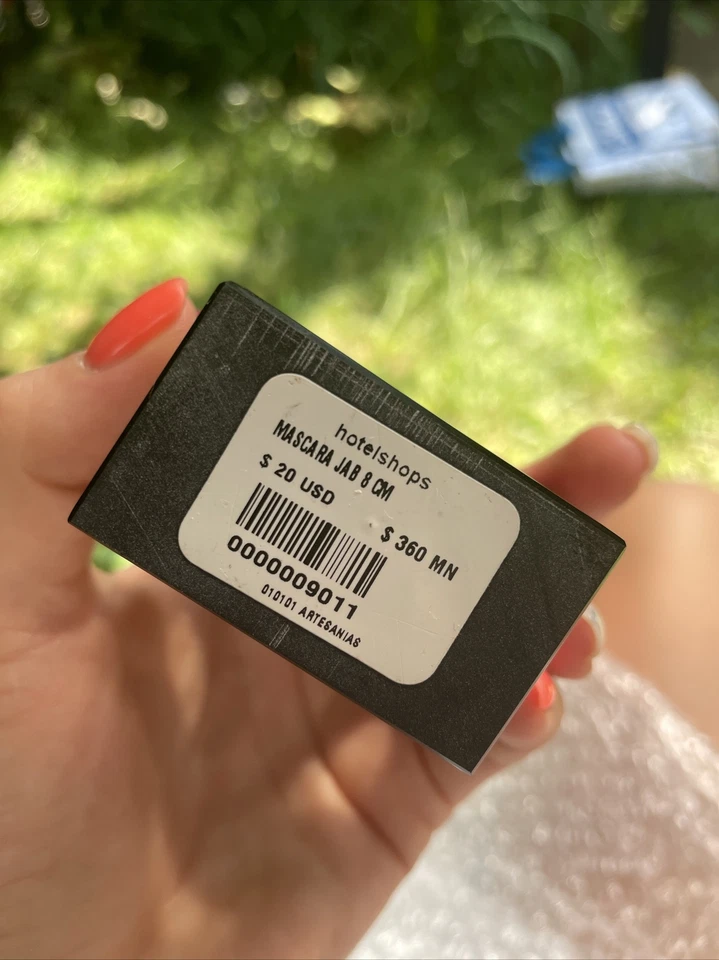 hotelshops
MASCARA JAB 8 CM
$ 20 USD $ 360 MN
0000009011
010101 ARTESANIAS